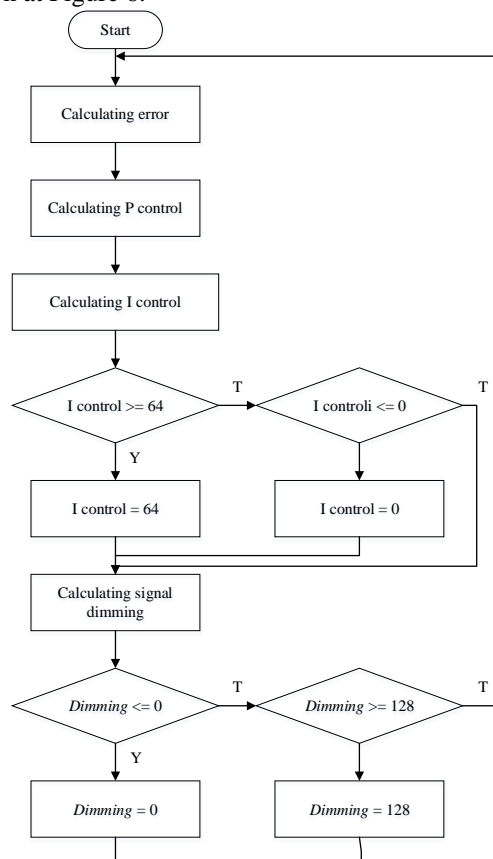 Start
Calculating error
Calculating P control
Calculating I control
I control >= 64
T
I controli <= 0
T
Y
I control = 64
I control = 0
Calculating signal
dimming
Dimming <= 0
T
Dimming >= 128
T
Y
Dimming = 0
Dimming = 128